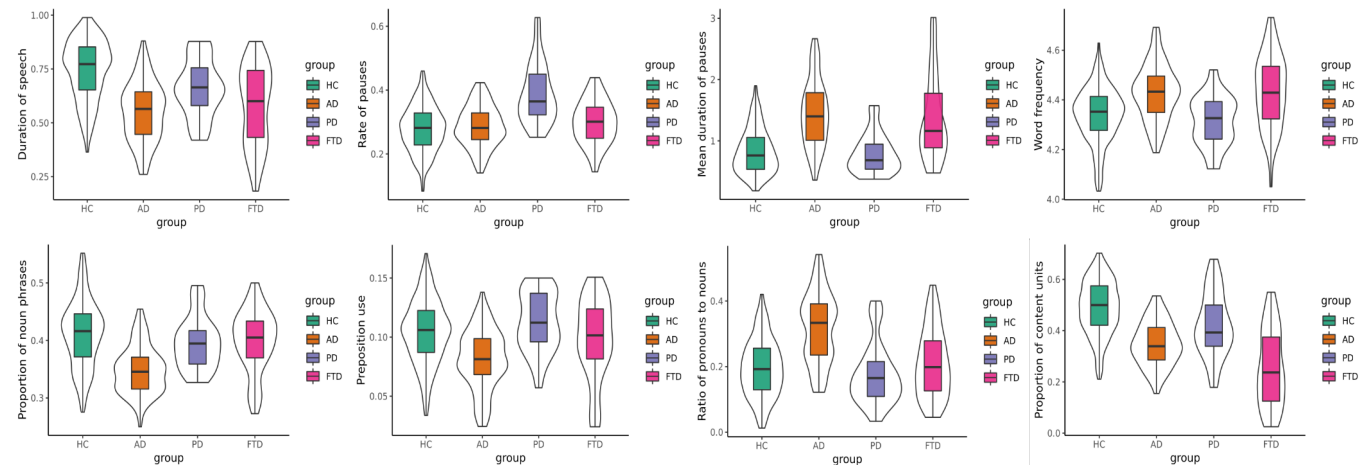 Duration of speech
1.00
0.75
0.50
0.25
HC AD PD FTD
group
group
HC
AD
PD
FTD
Rate of pauses
0.6
0.4
0.2
HC AD PD FTD
group
group
HC
AD
PD
FTD
Mean duration of pauses
3
2
1
HC AD PD FTD
group
group
HC
AD
PD
FTD
Word frequency
4.6
4.4
4.2
4.0
HC AD PD FTD
group
group
HC
AD
PD
FTD
Proportion of noun phrases
0.5
0.4
0.3
HC AD PD FTD
group
group
HC
AD
PD
FTD
Preposition use
0.15
0.10
0.05
HC AD PD FTD
group
group
HC
AD
PD
FTD
Ratio of pronouns to nouns
0.4
0.2
0.0
HC AD PD FTD
group
group
HC
AD
PD
FTD
Proportion of content units
0.6
0.4
0.2
0.0
HC AD PD FTD
group
group
HC
AD
PD
FTD